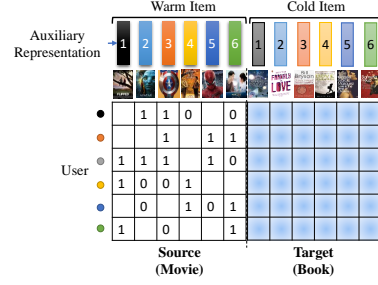 Warm Item Cold Item
Auxiliary
Representation
1 2 3 4 5 6 1 2 3 4 5 6
LOVE
1 1 0 0
1 1 1
1 1 1 1 0
User
1 0 0 1
0 1 0 1
1 0 1
Source
(Movie)
Target
(Book)